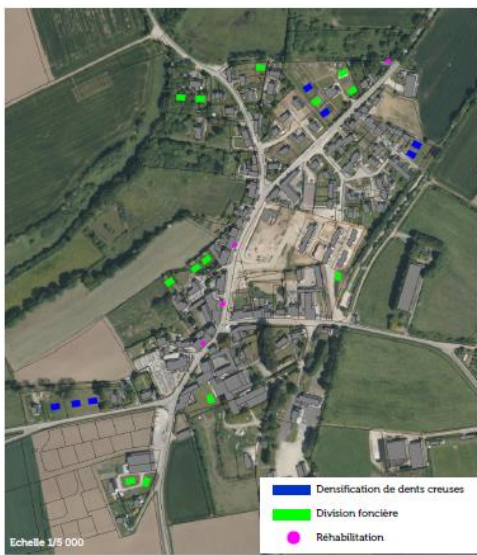 Densification de dents creuses
Division foncière
Réhabilitation
Echelle 1/5 000